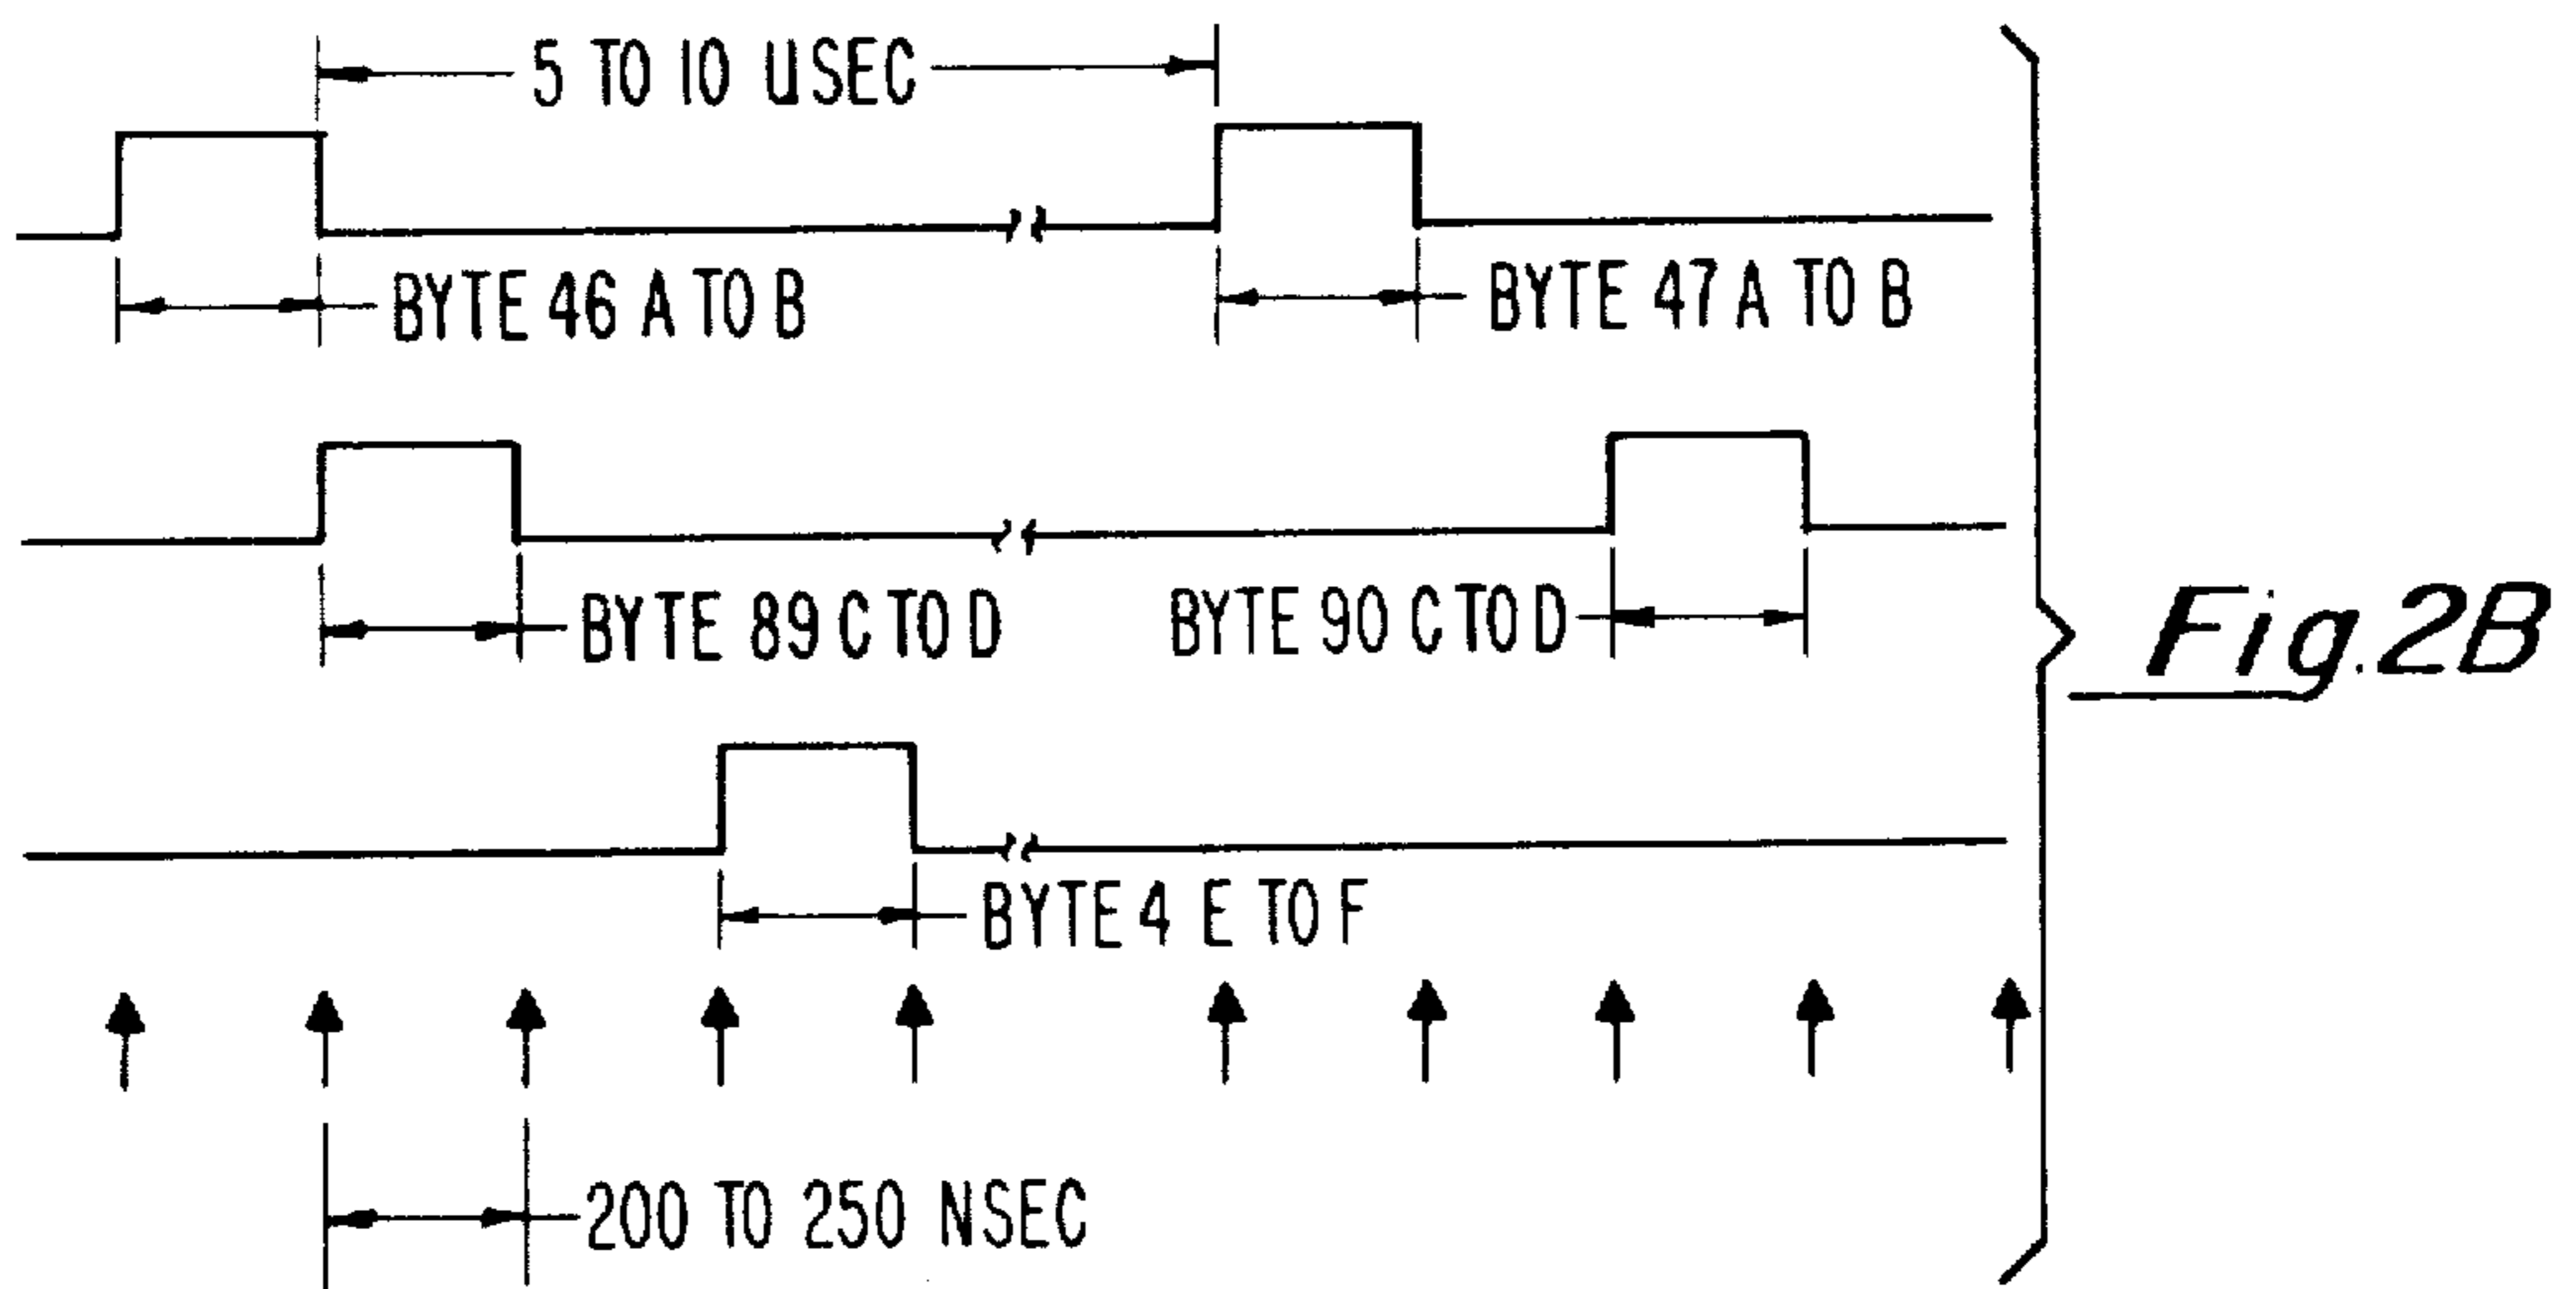 5 TO 10 USEC
BYTE 46 A TO B
BYTE 47 A TO B
BYTE 89 C TO D
BYTE 90 C TO D
Fig. 2B
BYTE 4 E TO F
200 TO 250 NSEC